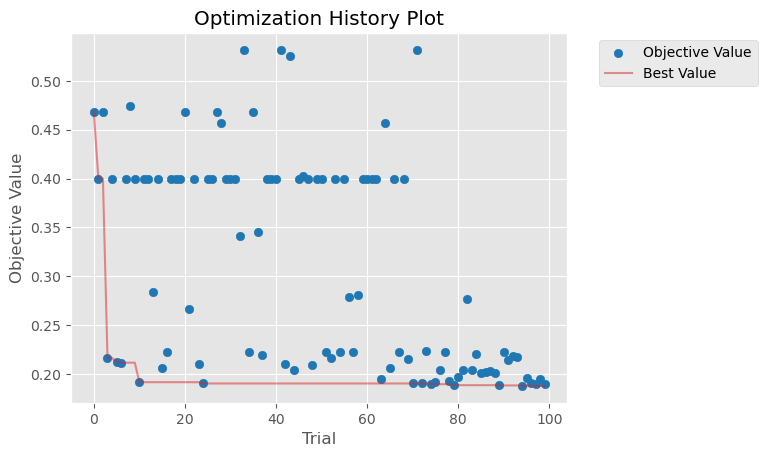 Optimization History Plot
Objective Value
Best Value
Objective Value
0.50
0.45
0.40
0.35
0.30
0.25
0.20
0 20 40 60 80 100
Trial